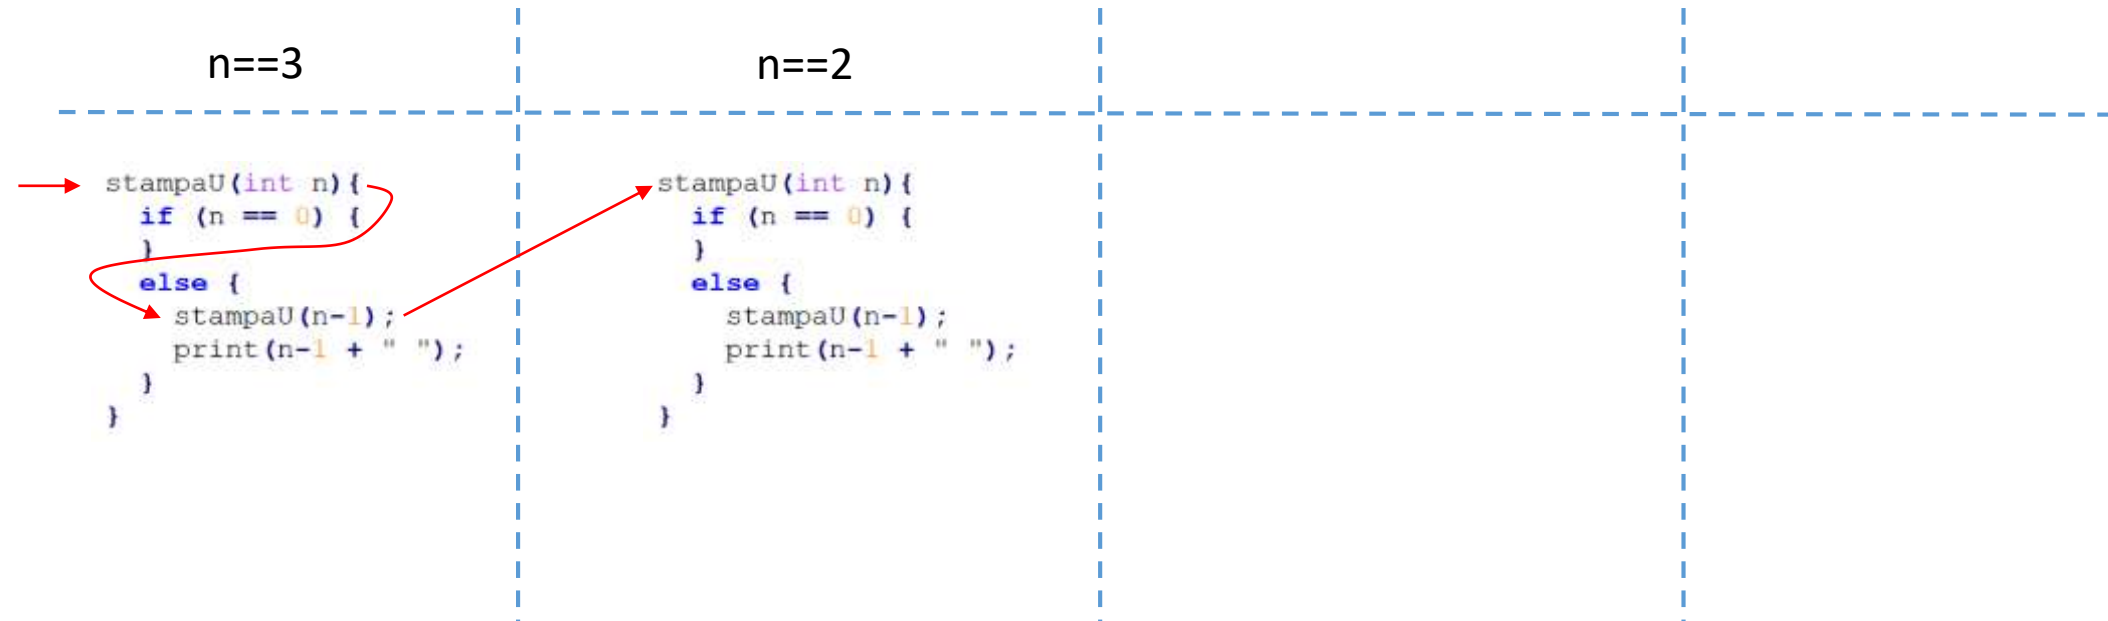 n==3
stampaU(int n){
if (n == 0) {
}
else {
stampaU(n-1);
print(n-1 + " ");
}
}
n==2
stampaU(int n){
if (n == 0) {
}
else {
stampaU(n-1);
print(n-1 + " ");
}
}